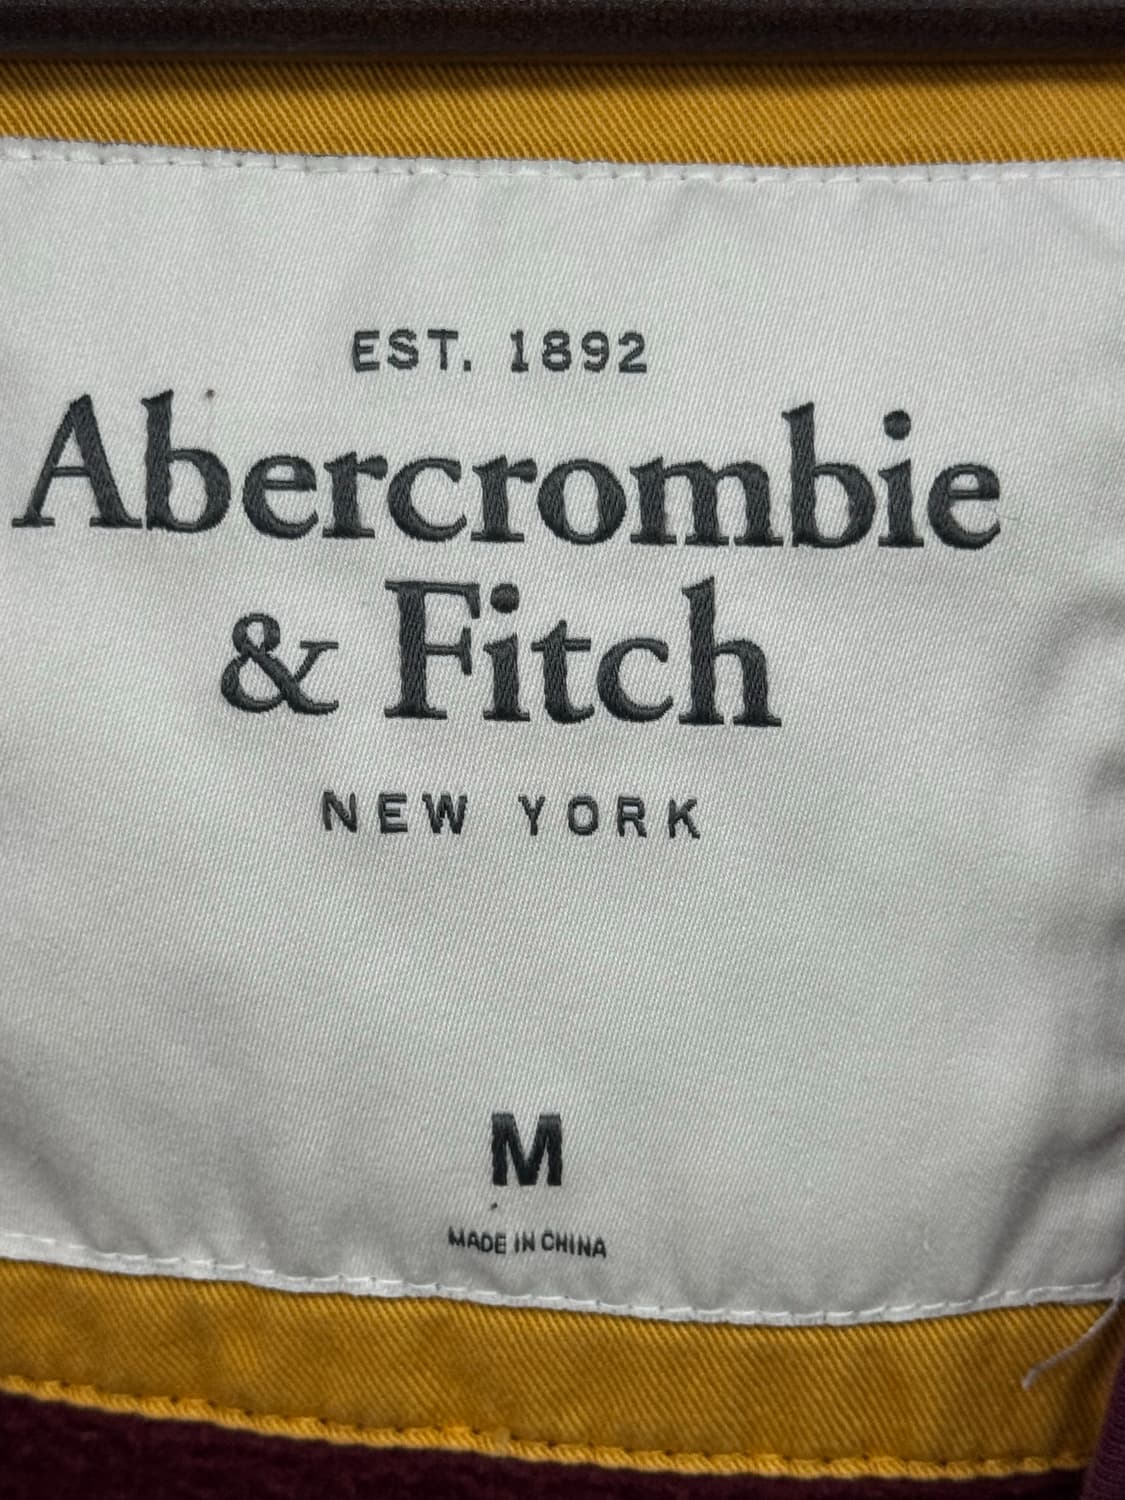 EST. 1892
Abercrombie
& Fitch
NEW YORK
M
MADE IN CHINA